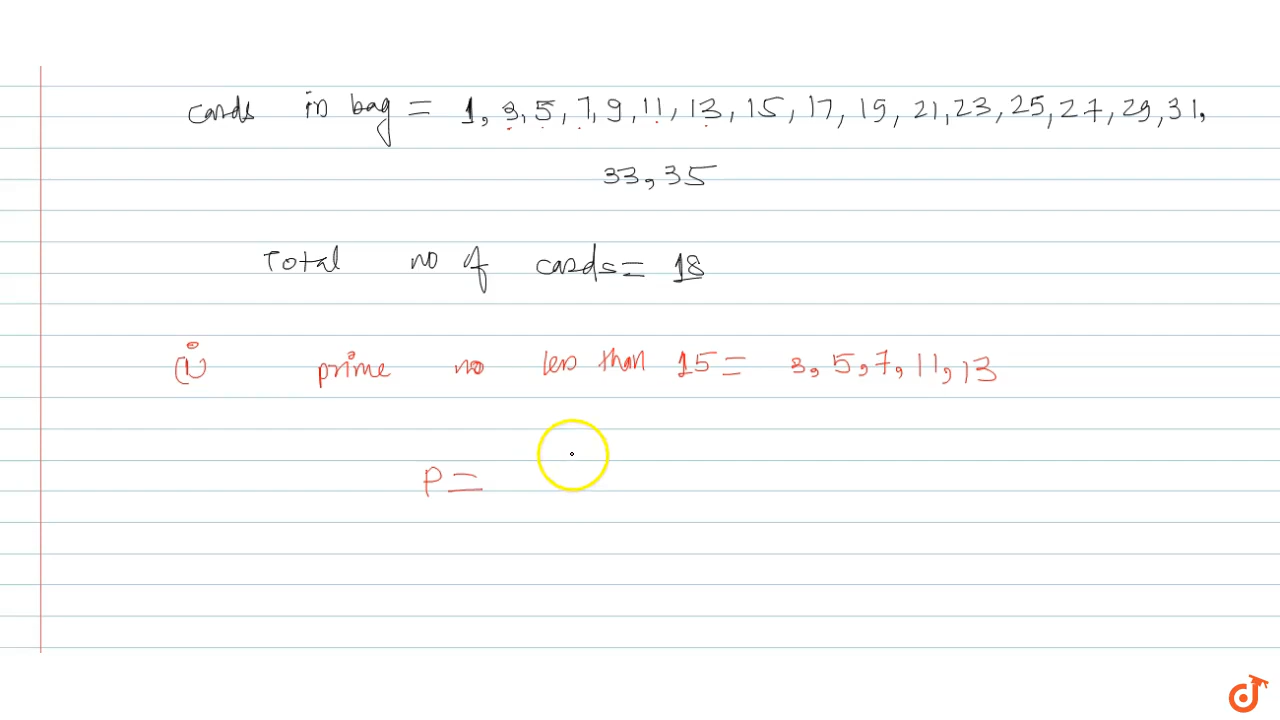 cards in bag = 1, 3, 5, 7, 9, 11, 13, 15, 17, 19, 21, 23, 25, 27, 29, 31,
33, 35
Total no of cards = 18
(i) prime no less than 15 = 3, 5, 7, 11, 13
P =